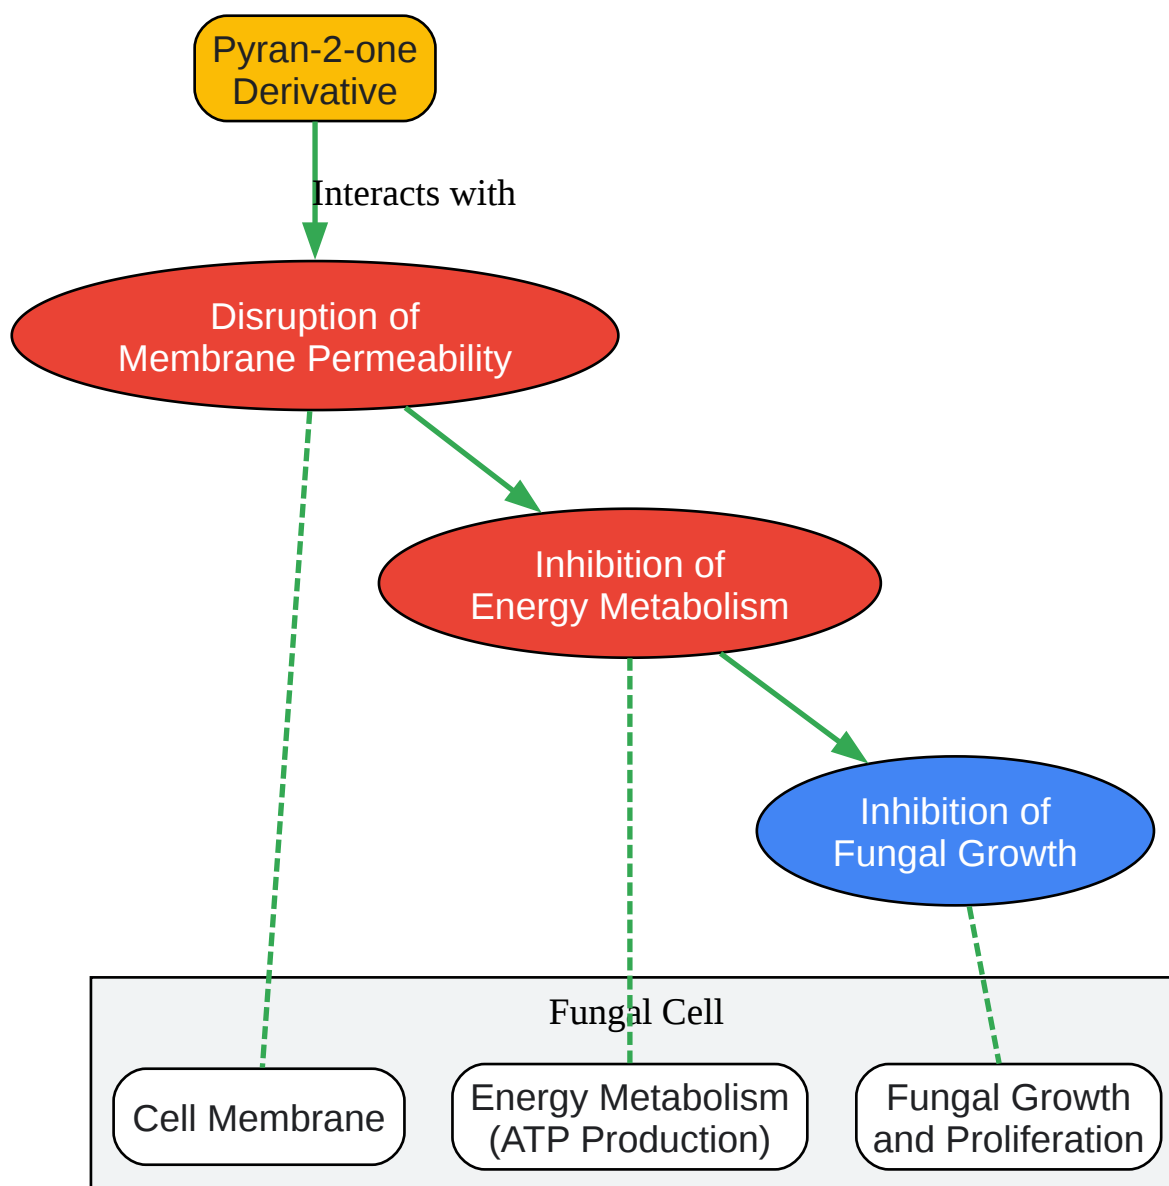 Pyran-2-one
Derivative
Interacts with
Disruption of
Membrane Permeability
Inhibition of
Energy Metabolism
Inhibition of
Fungal Growth
Fungal Cell
Cell Membrane
Energy Metabolism
(ATP Production)
Fungal Growth
and Proliferation